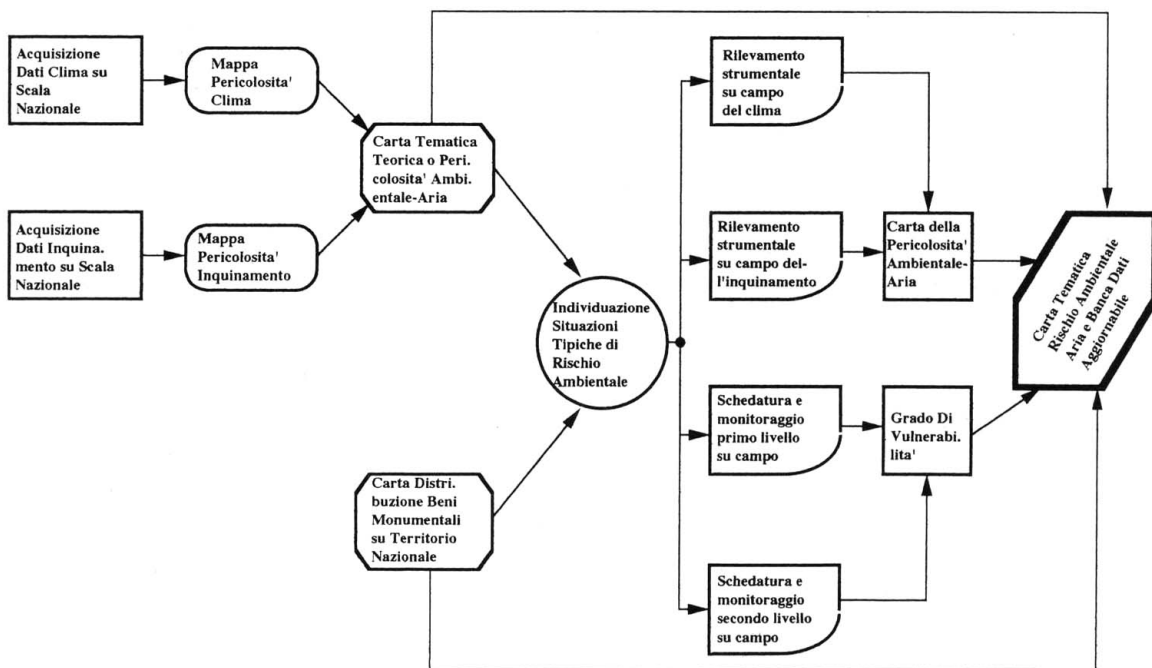 Acquisizione
Dati Clima su
Scala
Nazionale
Mappa
Pericolosita'
Clima
Acquisizione
Dati Inquina.
mento su Scala
Nazionale
Mappa
Pericolosita'
Inquinamento
Carta Tematica
Teorica o Peri.
colosita' Ambi.
entale-Aria
Individuazione
Situazioni
Tipiche di
Rischio
Ambientale
Carta Distri.
buzione Beni
Monumentali
su Territorio
Nazionale
Rilevamento
strumentale
su campo
del clima
Rilevamento
strumentale
su campo del-
l'inquinamento
Schedatura e
monitoraggio
primo livello
su campo
Schedatura e
monitoraggio
secondo livello
su campo
Carta della
Pericolosita'
Ambientale-
Aria
Grado Di
Vulnerabi.
lita'
Carta Tematica
Rischio Ambientale
Aria e Banca Dati
Aggiornabile